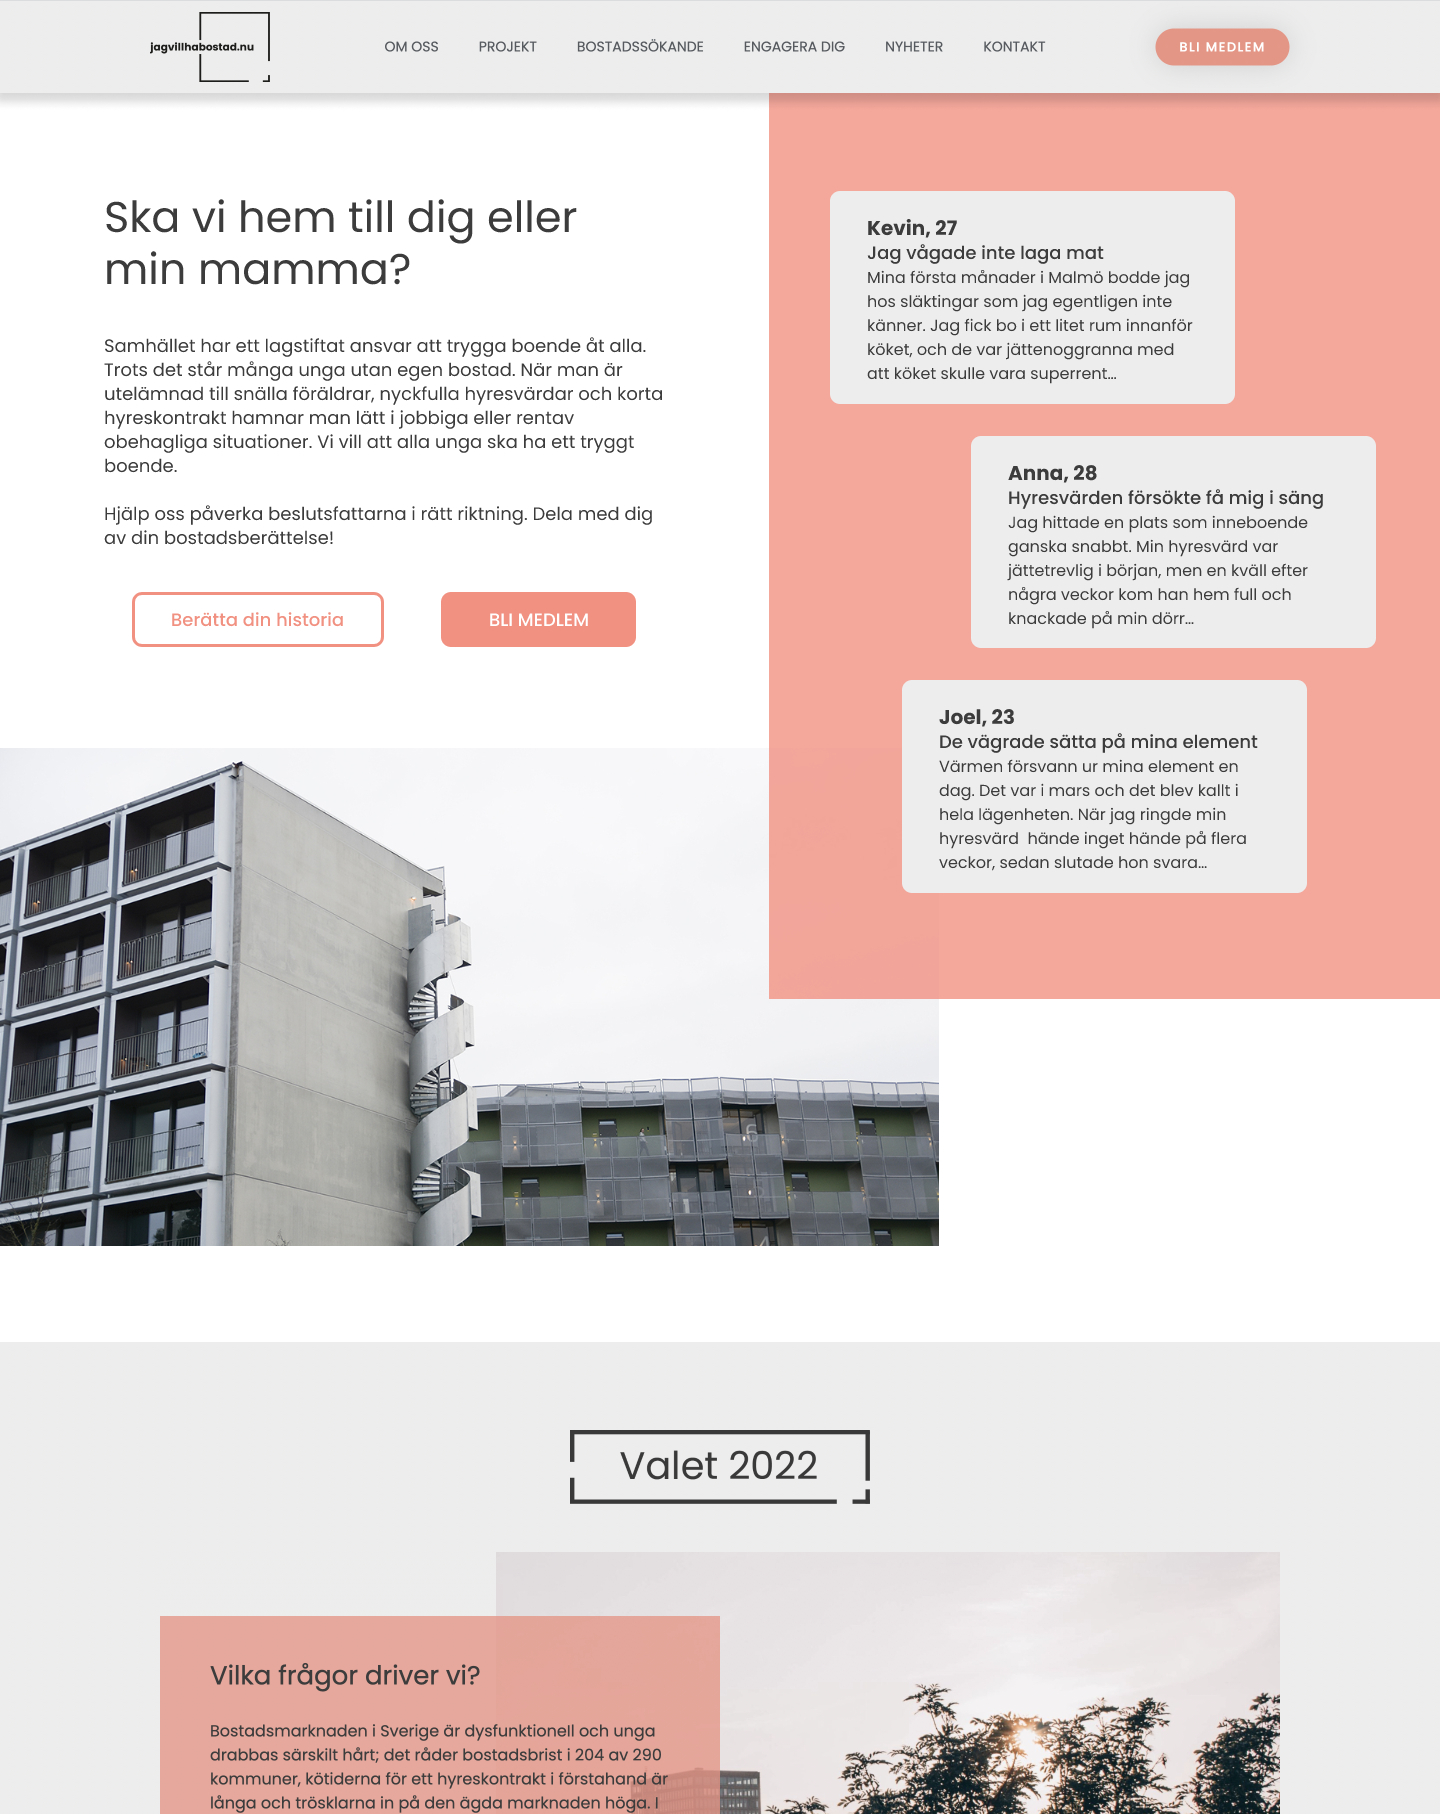 jagvillhabostad.nu
OM OSS
PROJEKT
BOSTADSSÖKANDE
ENGAGERA DIG
NYHETER
KONTAKT
BLI MEDLEM
Ska vi hem till dig eller
min mamma?
Samhället har ett lagstiftat ansvar att trygga boende åt alla.
Trots det står många unga utan egen bostad. När man är
utelämnad till snälla föräldrar, nyckfulla hyresvärdar och korta
hyreskontrakt hamnar man lätt i jobbiga eller rentav
obehagliga situationer. Vi vill att alla unga ska ha ett tryggt
boende.
Hjälp oss påverka beslutsfattarna i rätt riktning. Dela med dig
av din bostadsberättelse!
Berätta din historia
BLI MEDLEM
Kevin, 27
Jag vågade inte laga mat
Mina första månader i Malmö bodde jag
hos släktingar som jag egentligen inte
känner. Jag fick bo i ett litet rum innanför
köket, och de var jättenoggranna med
att köket skulle vara superrent...
Anna, 28
Hyresvärden försökte få mig i säng
Jag hittade en plats som inneboende
ganska snabbt. Min hyresvärd var
jättetrevlig i början, men en kväll efter
några veckor kom han hem full och
knackade på min dörr...
Joel, 23
De vägrade sätta på mina element
Värmen försvann ur mina element en
dag. Det var i mars och det blev kallt i
hela lägenheten. När jag ringde min
hyresvärd  hände inget hände på flera
veckor, sedan slutade hon svara...
6
Valet 2022
Vilka frågor driver vi?
Bostadsmarknaden i Sverige är dysfunktionell och unga
drabbas särskilt hårt; det råder bostadsbrist i 204 av 290
kommuner, kötiderna för ett hyreskontrakt i förstahand är
långa och trösklarna in på den ägda marknaden höga. I